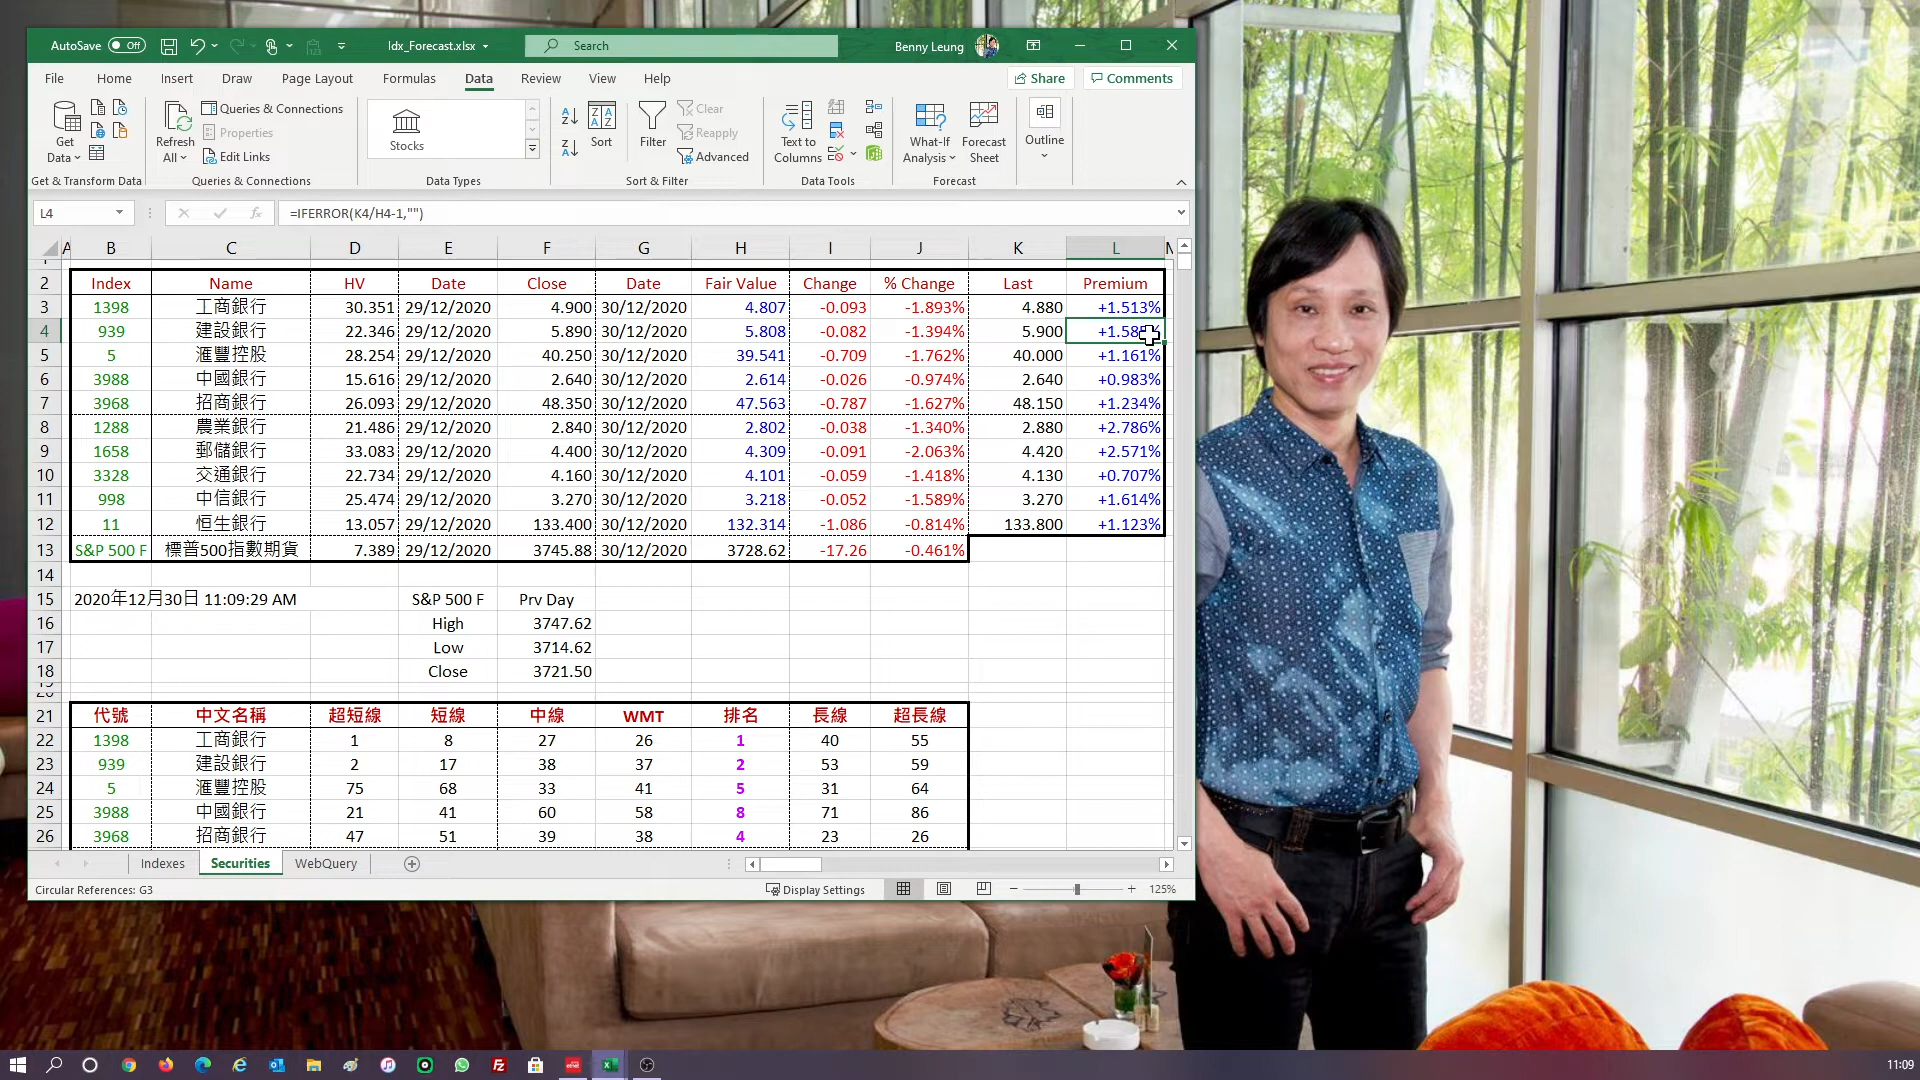 AutoSave Off Idx_Forecast.xlsx Search Benny Leung
File Home Insert Draw Page Layout Formulas Data Review View Help Share Comments
Get Data
Refresh All
Queries & Connections
Properties
Edit Links
Stocks
Sort
Filter
Clear
Reapply
Advanced
Text to Columns
What-If Analysis
Forecast Sheet
Outline
Get & Transform Data Queries & Connections Data Types Sort & Filter Data Tools Forecast
L4 =IFERROR(K4/H4-1,"")
A B C D E F G H I J K L
2 Index Name HV Date Close Date Fair Value Change % Change Last Premium
3 1398 工商銀行 30.351 29/12/2020 4.900 30/12/2020 4.807 -0.093 -1.893% 4.880 +1.513%
4 939 建設銀行 22.346 29/12/2020 5.890 30/12/2020 5.808 -0.082 -1.394% 5.900
5 5 滙豐控股 28.254 29/12/2020 40.250 30/12/2020 39.541 -0.709 -1.762% 40.000 +1.161%
6 3988 中國銀行 15.616 29/12/2020 2.640 30/12/2020 2.614 -0.026 -0.974% 2.640 +0.983%
7 3968 招商銀行 26.093 29/12/2020 48.350 30/12/2020 47.563 -0.787 -1.627% 48.150 +1.234%
8 1288 農業銀行 21.486 29/12/2020 2.840 30/12/2020 2.802 -0.038 -1.340% 2.880 +2.786%
9 1658 郵儲銀行 33.083 29/12/2020 4.400 30/12/2020 4.309 -0.091 -2.063% 4.420 +2.571%
10 3328 交通銀行 22.734 29/12/2020 4.160 30/12/2020 4.101 -0.059 -1.418% 4.130 +0.707%
11 998 中信銀行 25.474 29/12/2020 3.270 30/12/2020 3.218 -0.052 -1.589% 3.270 +1.614%
12 11 恒生銀行 13.057 29/12/2020 133.400 30/12/2020 132.314 -1.086 -0.814% 133.800 +1.123%
13 S&P 500 F 標普500指數期貨 7.389 29/12/2020 3745.88 30/12/2020 3728.62 -17.26 -0.461%
14
15 2020年12月30日 11:09:29 AM S&P 500 F Prv Day
16 High 3747.62
17 Low 3714.62
18 Close 3721.50
21 代號 中文名稱 超短線 短線 中線 WMT 排名 長線 超長線
22 1398 工商銀行 1 8 27 26 1 40 55
23 939 建設銀行 2 17 38 37 2 53 59
24 5 滙豐控股 75 68 33 41 5 31 64
25 3988 中國銀行 21 41 60 58 8 71 86
26 3968 招商銀行 47 51 39 38 4 23 26
Indexes Securities WebQuery
Circular References: G3 Display Settings 125%
11:09